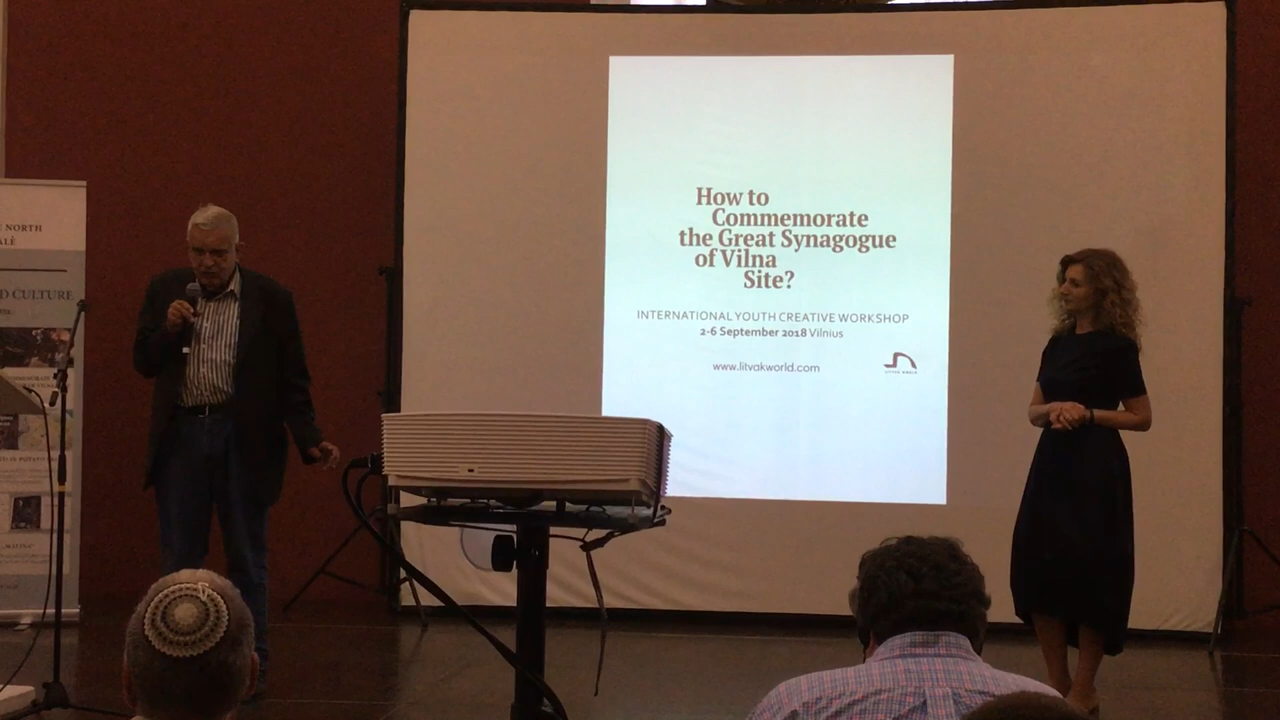 NORTH
CULTURE
How to
Commemorate
the Great Synagogue
of Vilna
Site?
INTERNATIONAL YOUTH CREATIVE WORKSHOP
2-6 September 2018 Vilnius
www.litvakworld.com